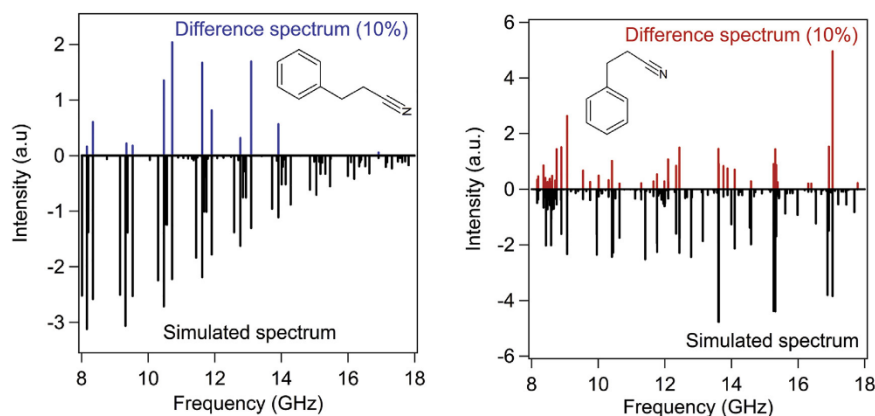 Difference spectrum (10%)
N
Simulated spectrum
Intensity (a.u)
2
1
0
-1
-2
-3
8
10
12
14
16
18
Frequency (GHz)
Difference spectrum (10%)
N
Simulated spectrum
Intensity (a.u.)
6
4
2
0
-2
-4
-6
8
10
12
14
16
18
Frequency (GHz)